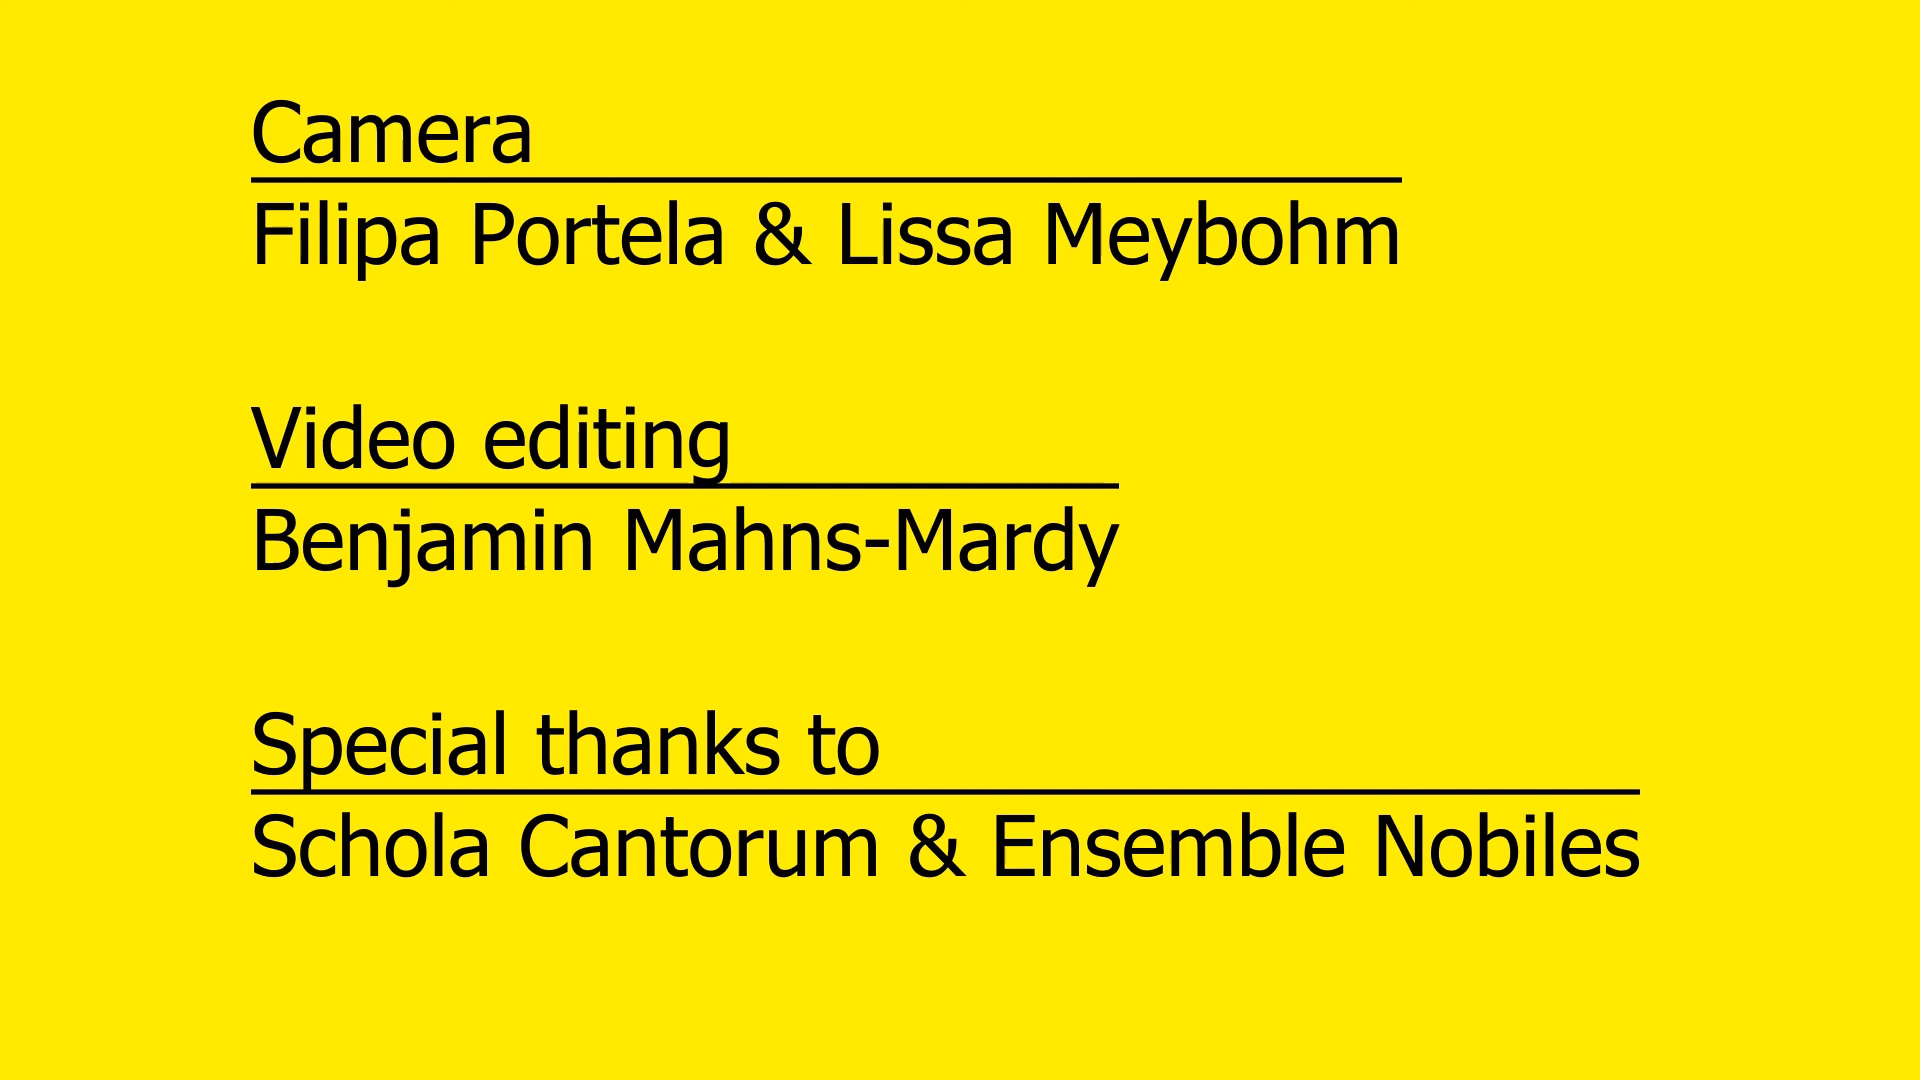 Camera
Filipa Portela & Lissa Meybohm
Video editing
Benjamin Mahns-Mardy
Special thanks to
Schola Cantorum & Ensemble Nobiles